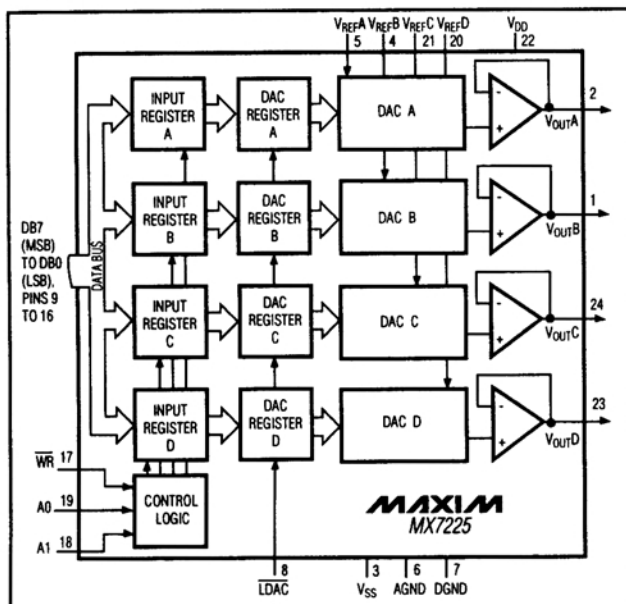 VREFA VREFB VREFC VREFD VDD
5 4 21 20 22
INPUT REGISTER A
DAC REGISTER A
DAC A
-
+
2
VOUTA
INPUT REGISTER B
DAC REGISTER B
DAC B
-
+
1
VOUTB
DB7 (MSB) TO DB0 (LSB), PINS 9 TO 16
DATA BUS
INPUT REGISTER C
DAC REGISTER C
DAC C
-
+
24
VOUTC
INPUT REGISTER D
DAC REGISTER D
DAC D
-
+
23
VOUTD
W̅R̅ 17
A0 19
A1 18
CONTROL LOGIC
MAXIM
MX7225
8 3 6 7
L̅D̅A̅C̅ VSS AGND DGND